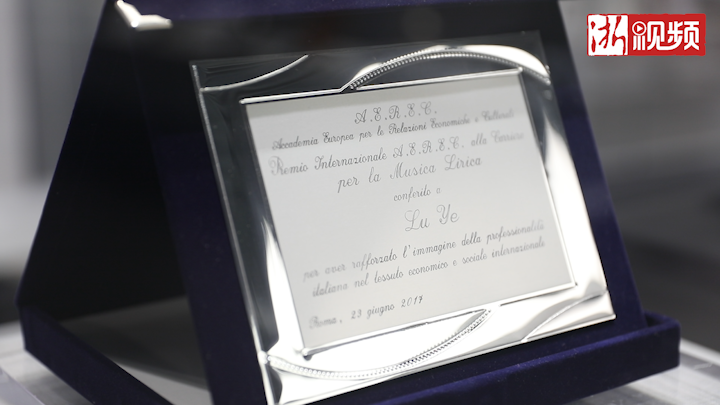 浙视频
A.E.R.E.C.
Accademia Europea per le Relazioni Economiche e Culturali
Premio Internazionale A.E.R.E.C. alla Carriera
per la Musica Lirica
conferito a
Lu Ye
per aver rafforzato l'immagine della professionalità
italiana nel tessuto economico e sociale internazionale
Roma, 23 giugno 2017